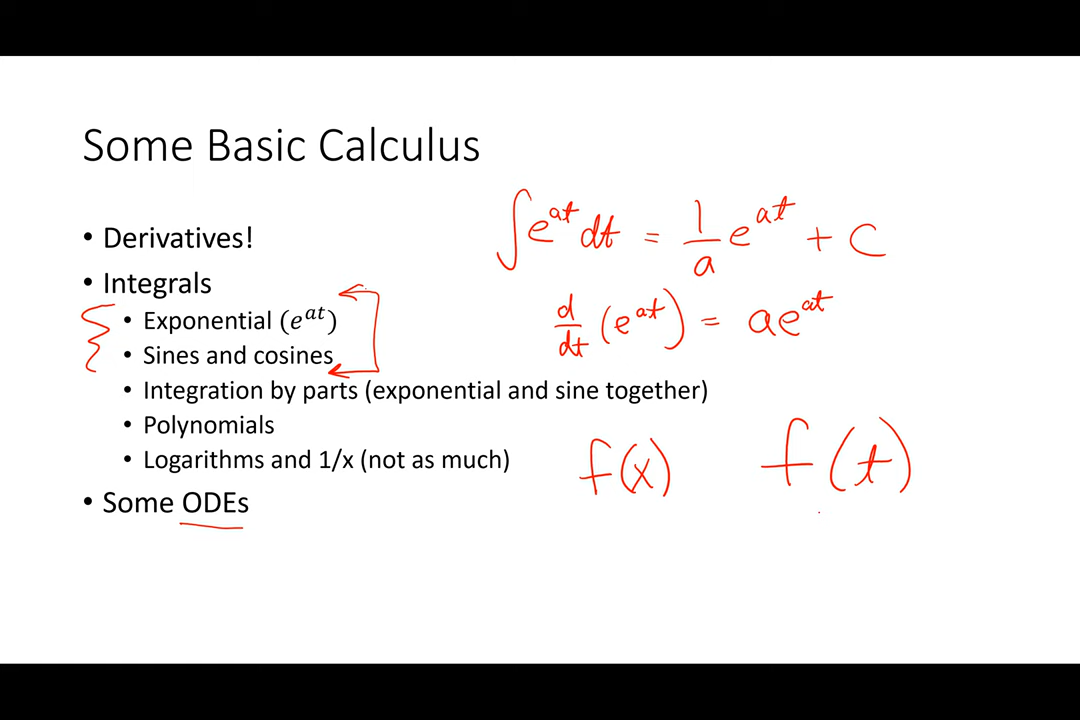 Some Basic Calculus
• Derivatives!
• Integrals
• Exponential (𝑒ᵃᵗ)
• Sines and cosines
• Integration by parts (exponential and sine together)
• Polynomials
• Logarithms and 1/x (not as much)
• Some ODEs
∫e^{at} dt = 1/a e^{at} + C
d/dt (e^{at}) = ae^{at}
f(x) f(t)